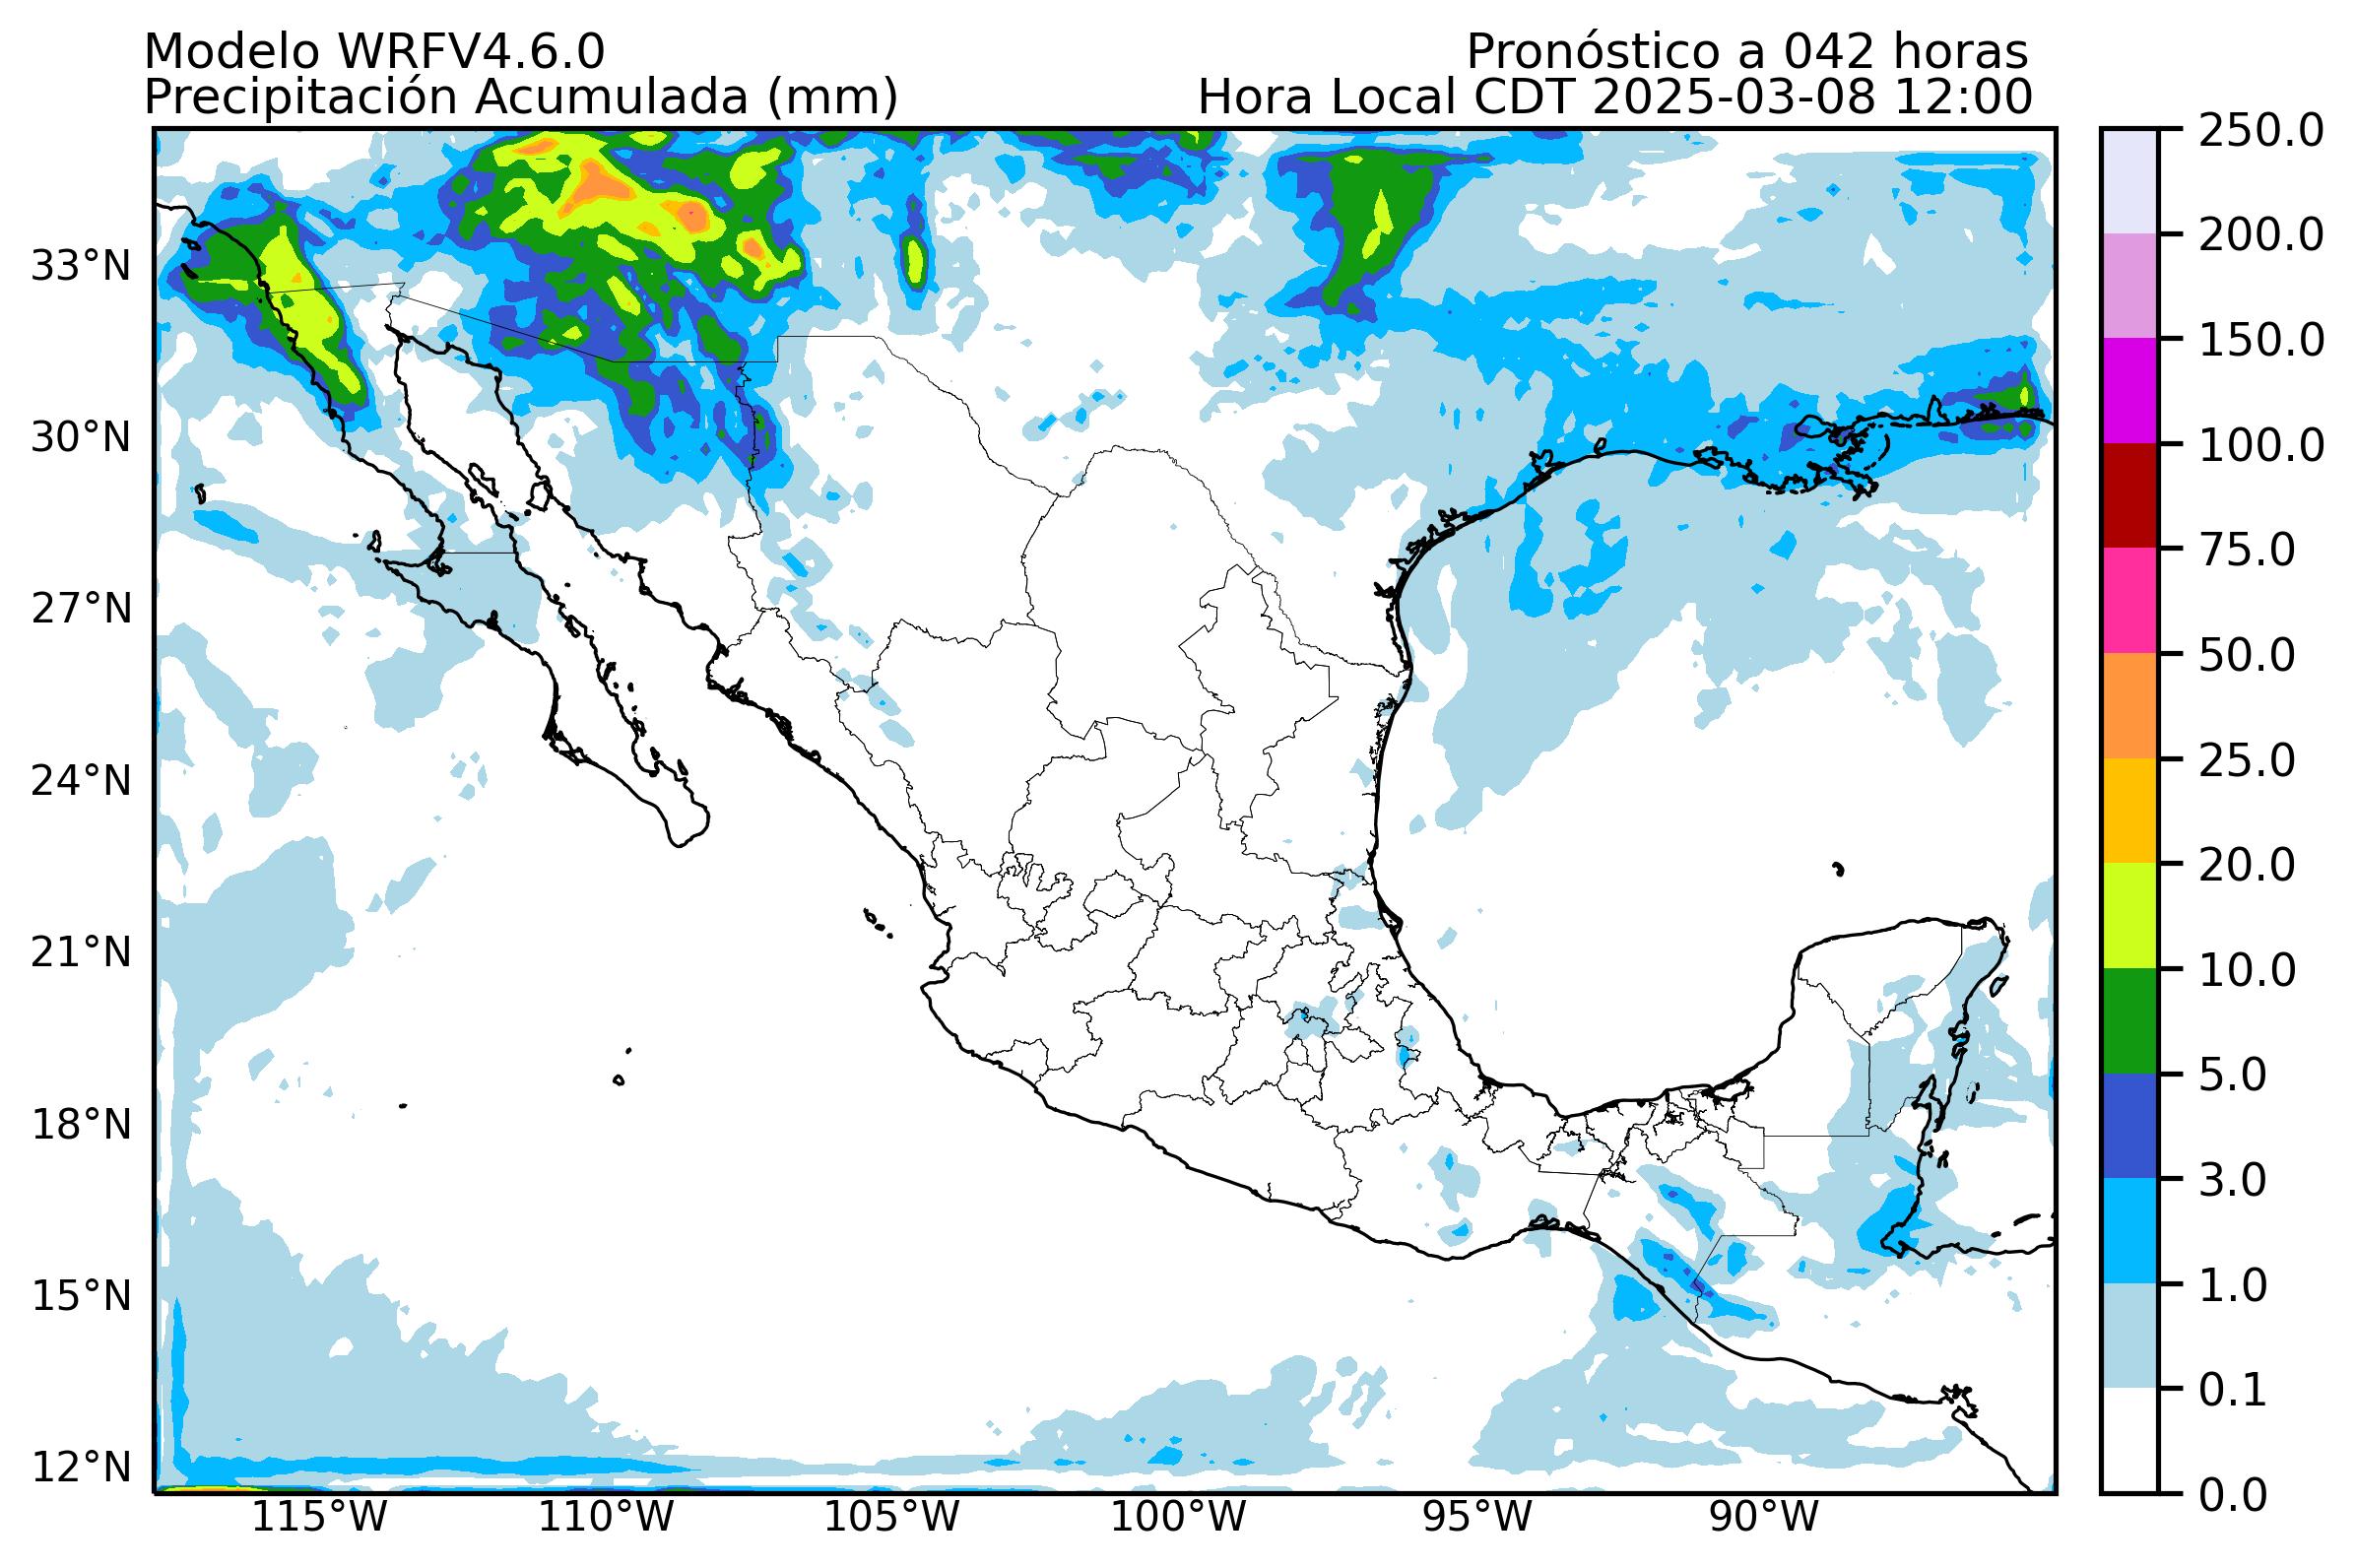 Modelo WRFV4.6.0
Pronóstico a 042 horas
Precipitación Acumulada (mm)
Hora Local CDT 2025-03-08 12:00
33°N
30°N
27°N
24°N
21°N
18°N
15°N
12°N
115°W
110°W
105°W
100°W
95°W
90°W
250.0
200.0
150.0
100.0
75.0
50.0
25.0
20.0
10.0
5.0
3.0
1.0
0.1
0.0